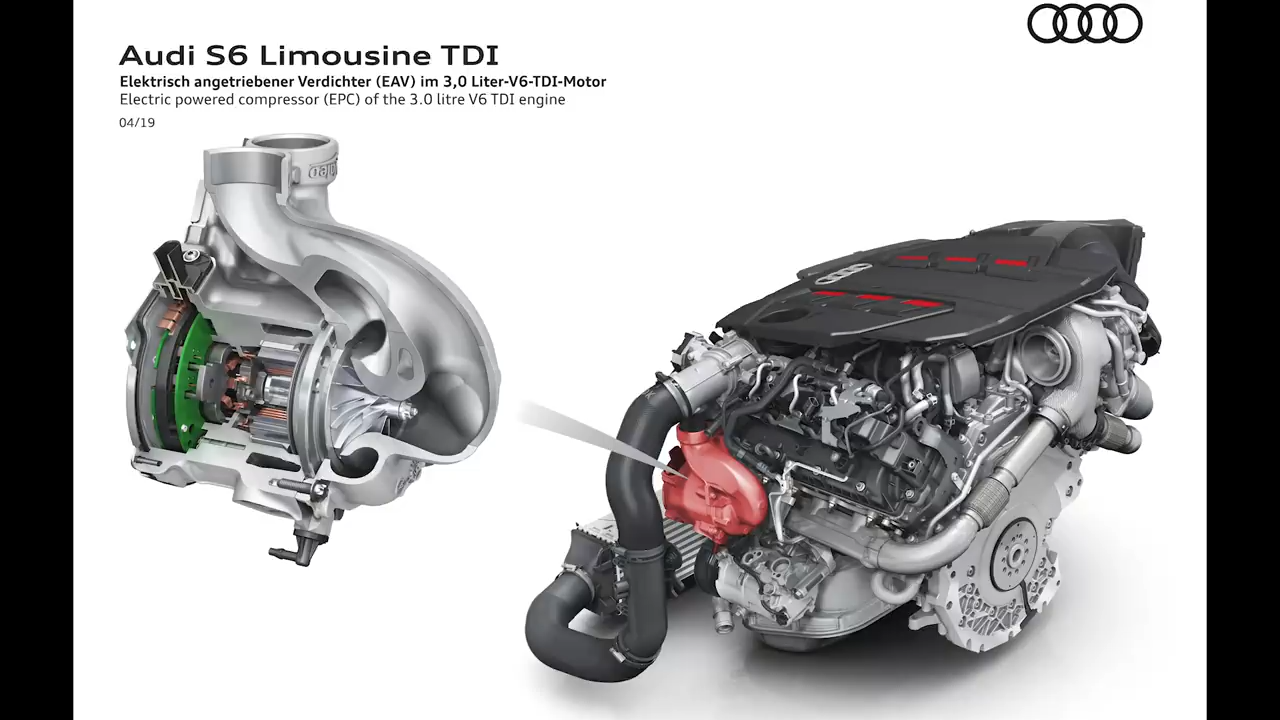 Audi S6 Limousine TDI
Elektrisch angetriebener Verdichter (EAV) im 3,0 Liter-V6-TDI-Motor
Electric powered compressor (EPC) of the 3.0 litre V6 TDI engine
04/19